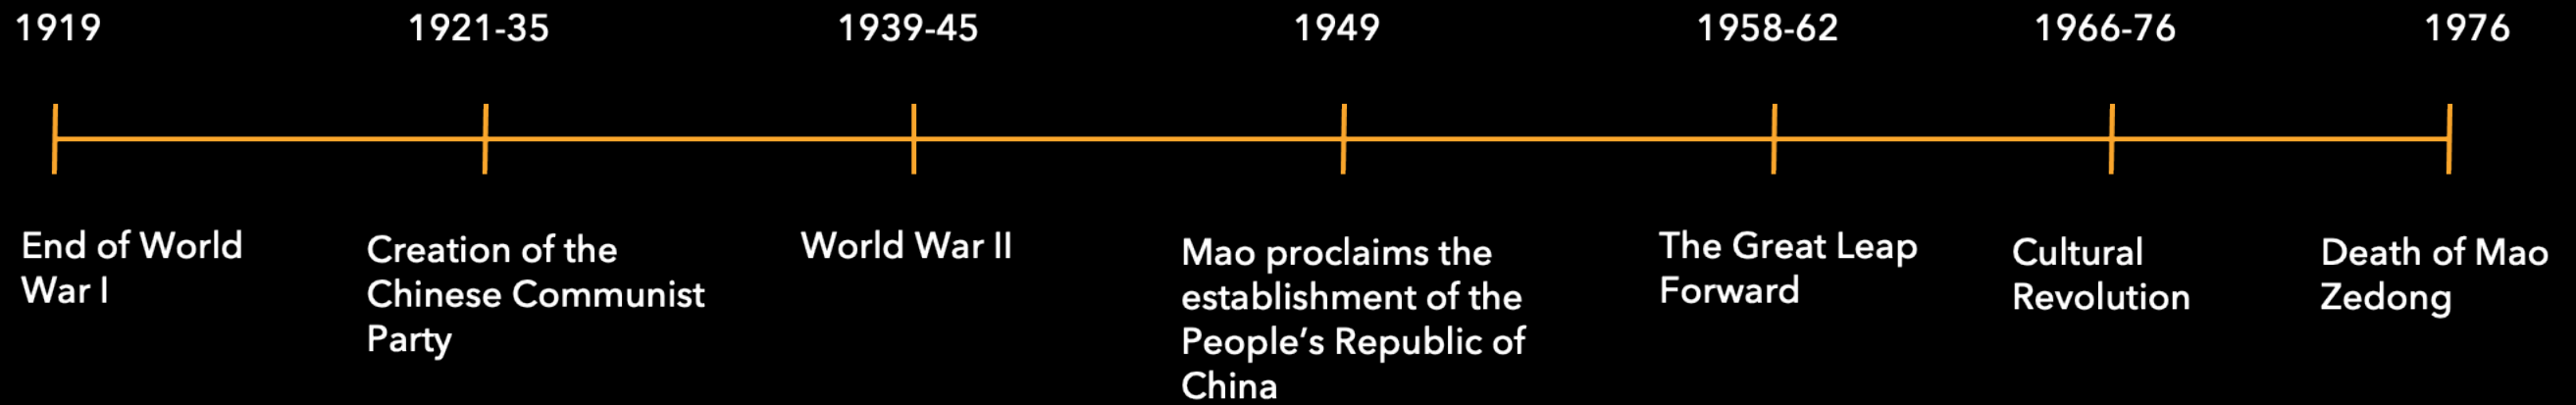 1919
1921-35
1939-45
1949
1958-62
1966-76
1976
End of World
War I
Creation of the
Chinese Communist
Party
World War II
Mao proclaims the
establishment of the
People’s Republic of
China
The Great Leap
Forward
Cultural
Revolution
Death of Mao
Zedong